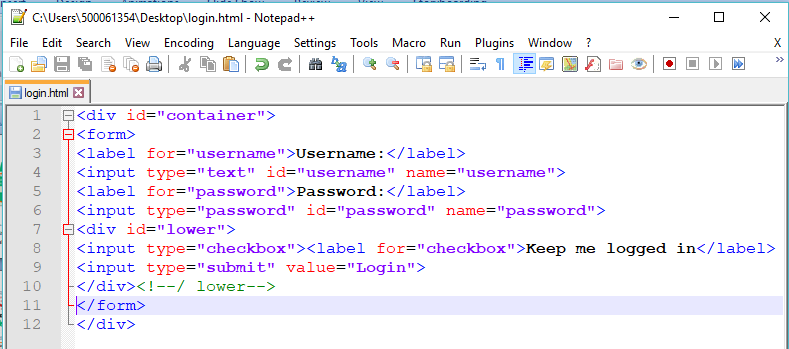 C:\Users\500061354\Desktop\login.html - Notepad++
File Edit Search View Encoding Language Settings Tools Macro Run Plugins Window ? X
login.html
1 <div id="container">
2 <form>
3 <label for="username">Username:</label>
4 <input type="text" id="username" name="username">
5 <label for="password">Password:</label>
6 <input type="password" id="password" name="password">
7 <div id="lower">
8 <input type="checkbox"><label for="checkbox">Keep me logged in</label>
9 <input type="submit" value="Login">
10 </div><!--/ lower-->
11 </form>
12 </div>